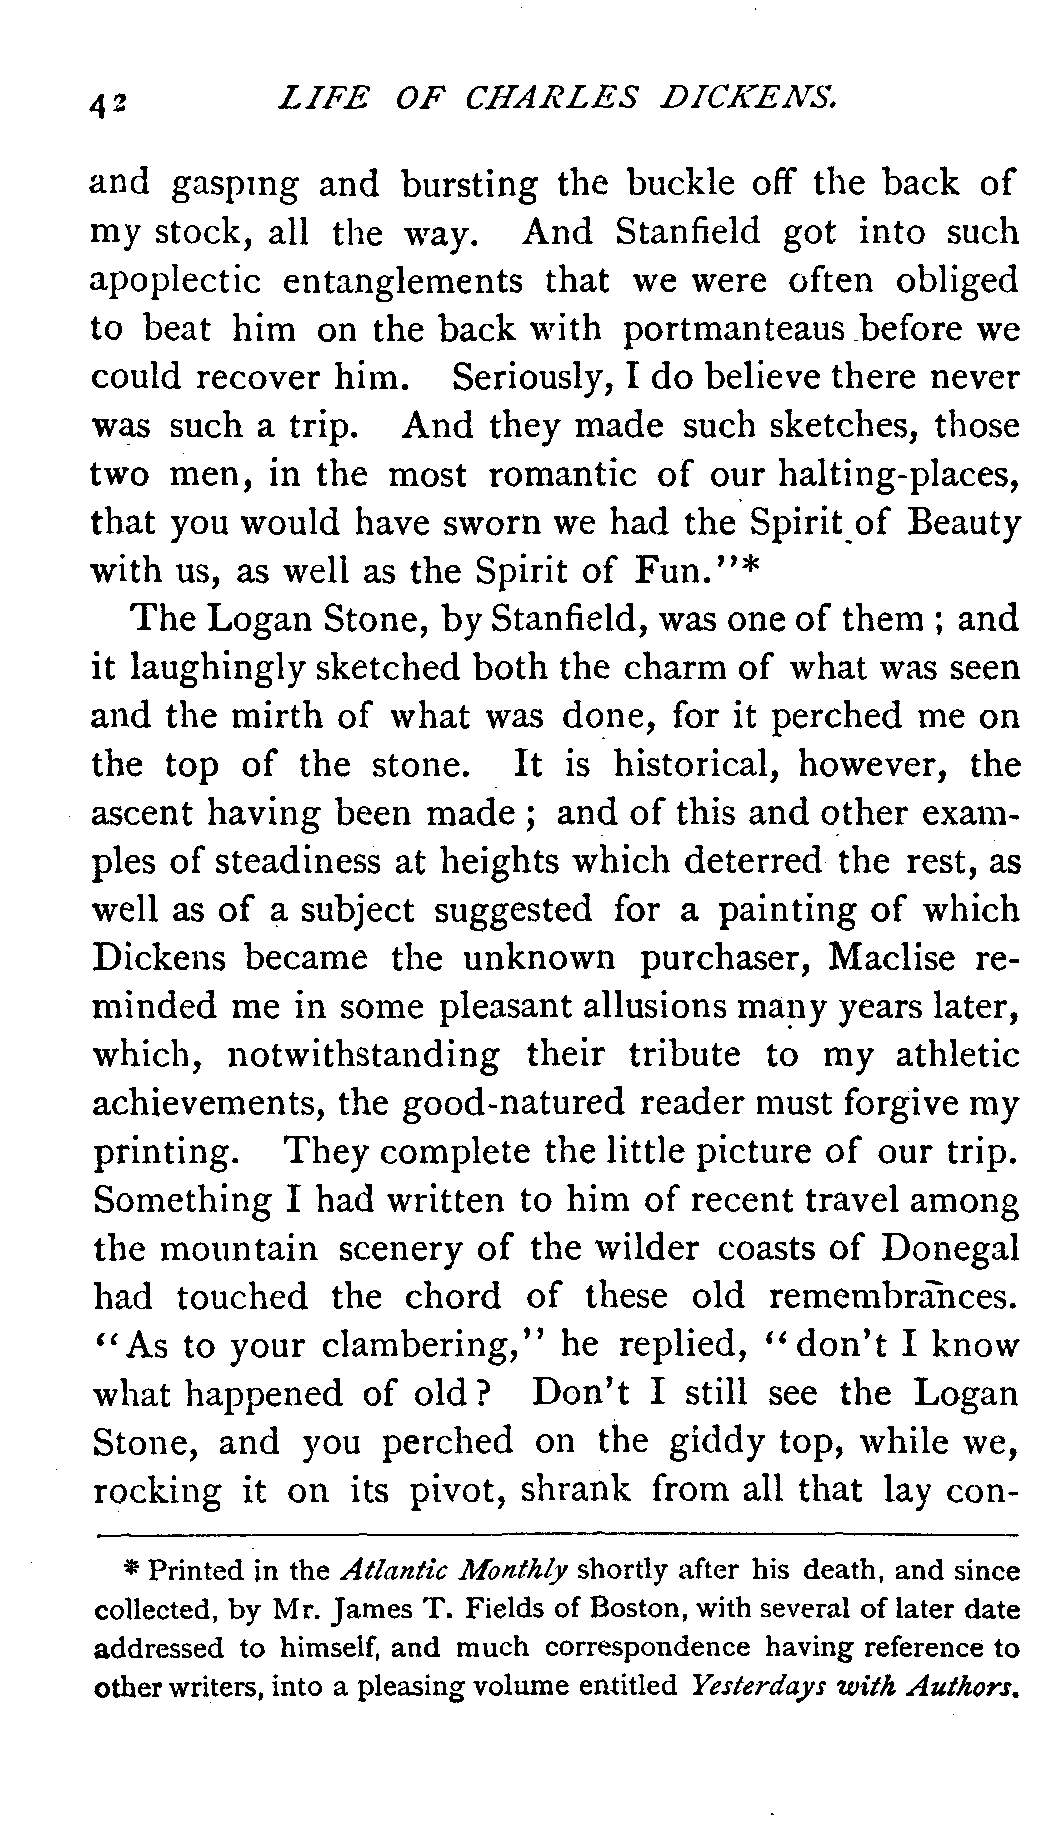 42 LIFE OF CHARLES DICKENS.
and gasping and bursting the buckle off the back of
my stock, all the way. And Stanfield got into such
apoplectic entanglements that we were often obliged
to beat him on the back with portmanteaus before we
could recover him. Seriously, I do believe there never
was such a trip. And they made such sketches, those
two men, in the most romantic of our halting-places,
that you would have sworn we had the Spirit of Beauty
with us, as well as the Spirit of Fun."*
The Logan Stone, by Stanfield, was one of them ; and
it laughingly sketched both the charm of what was seen
and the mirth of what was done, for it perched me on
the top of the stone. It is historical, however, the
ascent having been made ; and of this and other exam-
ples of steadiness at heights which deterred the rest, as
well as of a subject suggested for a painting of which
Dickens became the unknown purchaser, Maclise re-
minded me in some pleasant allusions many years later,
which, notwithstanding their tribute to my athletic
achievements, the good-natured reader must forgive my
printing. They complete the little picture of our trip.
Something I had written to him of recent travel among
the mountain scenery of the wilder coasts of Donegal
had touched the chord of these old remembrances.
"As to your clambering," he replied, "don't I know
what happened of old ? Don't I still see the Logan
Stone, and you perched on the giddy top, while we,
rocking it on its pivot, shrank from all that lay con-
* Printed in the Atlantic Monthly shortly after his death, and since
collected, by Mr. James T. Fields of Boston, with several of later date
addressed to himself, and much correspondence having reference to
other writers, into a pleasing volume entitled Yesterdays with Authors.